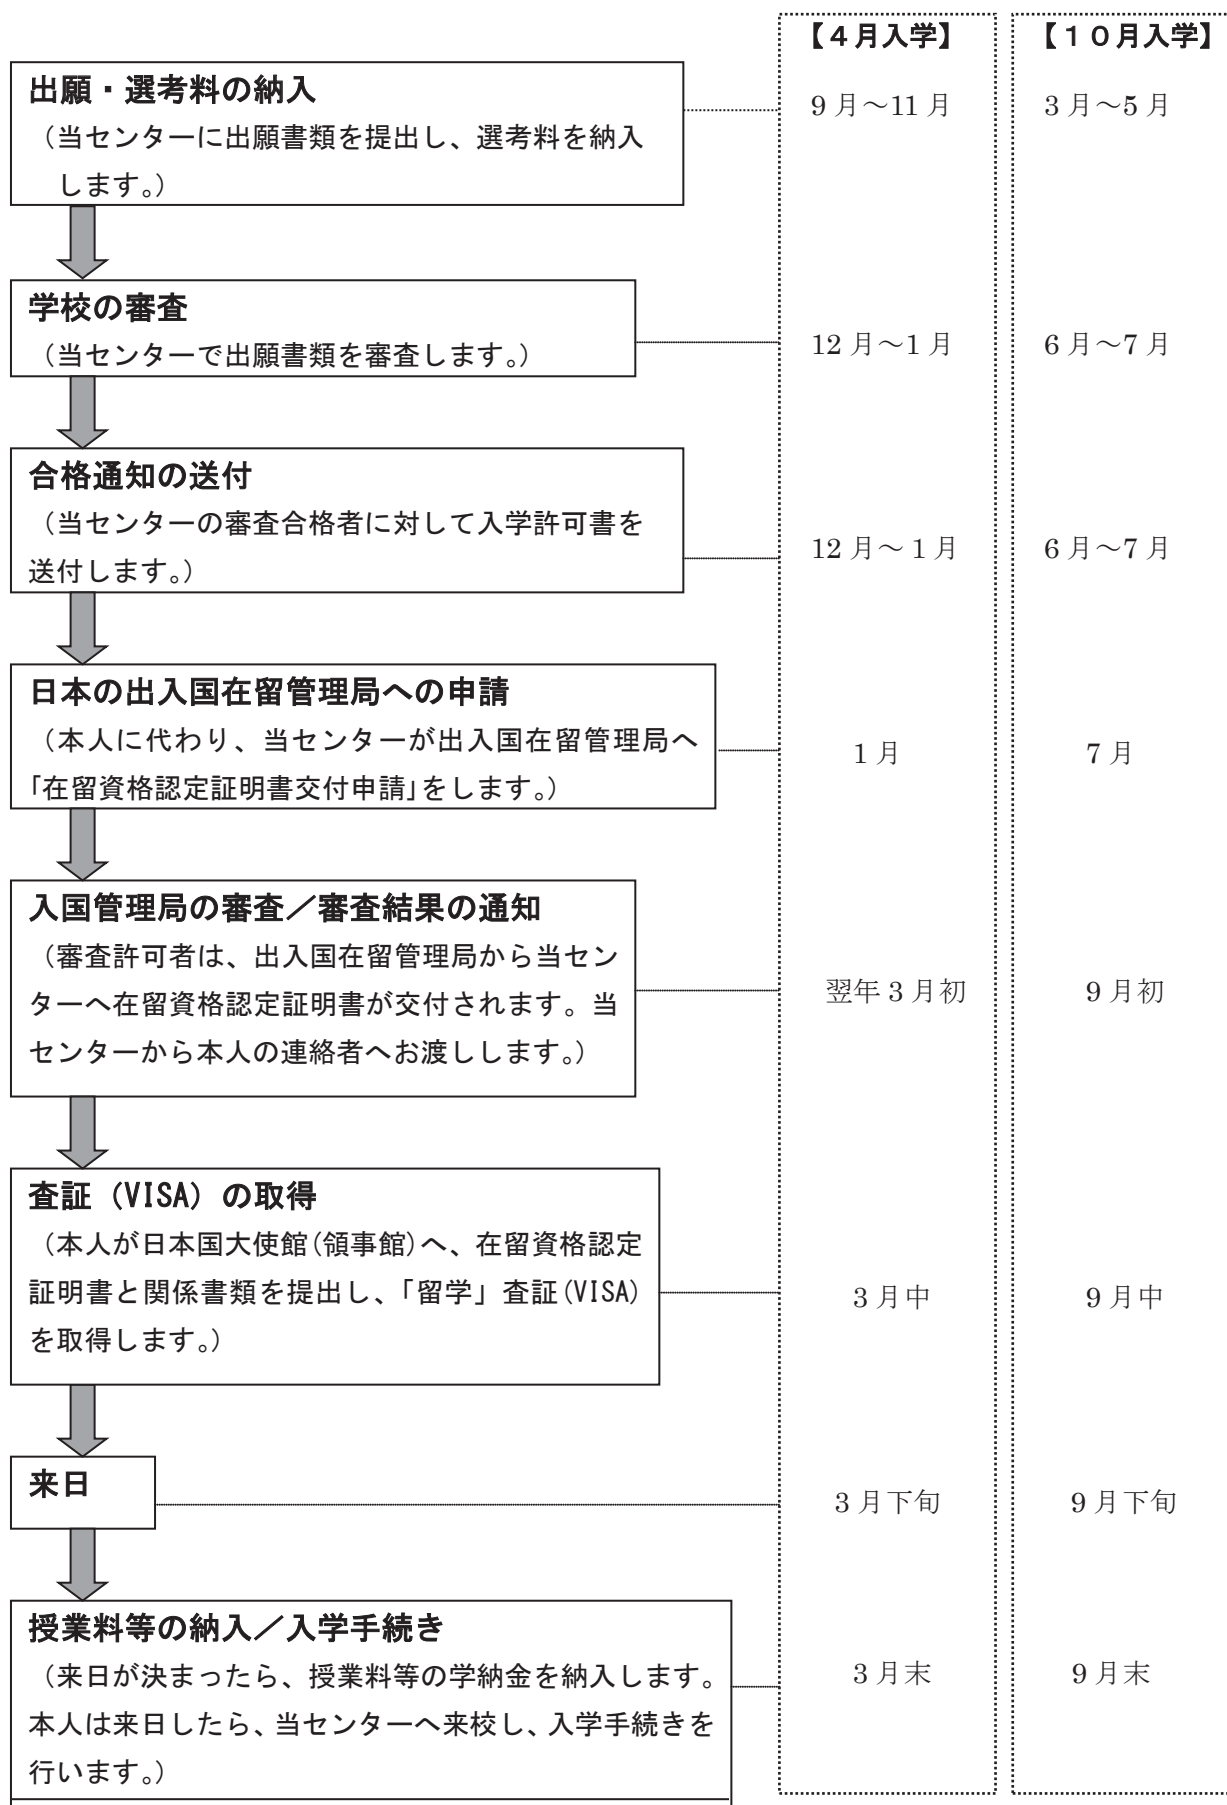 【４月入学】
【１０月入学】
出願・選考料の納入
（当センターに出願書類を提出し、選考料を納入
します。）
9 月～11 月
3 月～5 月
学校の審査
（当センターで出願書類を審査します。）
12 月～1 月
6 月～7 月
合格通知の送付
（当センターの審査合格者に対して入学許可書を
送付します。）
12 月～ 1 月
6 月～7 月
日本の出入国在留管理局への申請
（本人に代わり、当センターが出入国在留管理局へ
「在留資格認定証明書交付申請」をします。）
1 月
7 月
入国管理局の審査／審査結果の通知
（審査許可者は、出入国在留管理局から当セン
ターへ在留資格認定証明書が交付されます。当
センターから本人の連絡者へお渡しします。）
翌年 3 月初
9 月初
査証（VISA）の取得
（本人が日本国大使館(領事館)へ、在留資格認定
証明書と関係書類を提出し、「留学」査証(VISA)
を取得します。）
3 月中
9 月中
来日
3 月下旬
9 月下旬
授業料等の納入／入学手続き
（来日が決まったら、授業料等の学納金を納入します。
本人は来日したら、当センターへ来校し、入学手続きを
行います。）
3 月末
9 月末